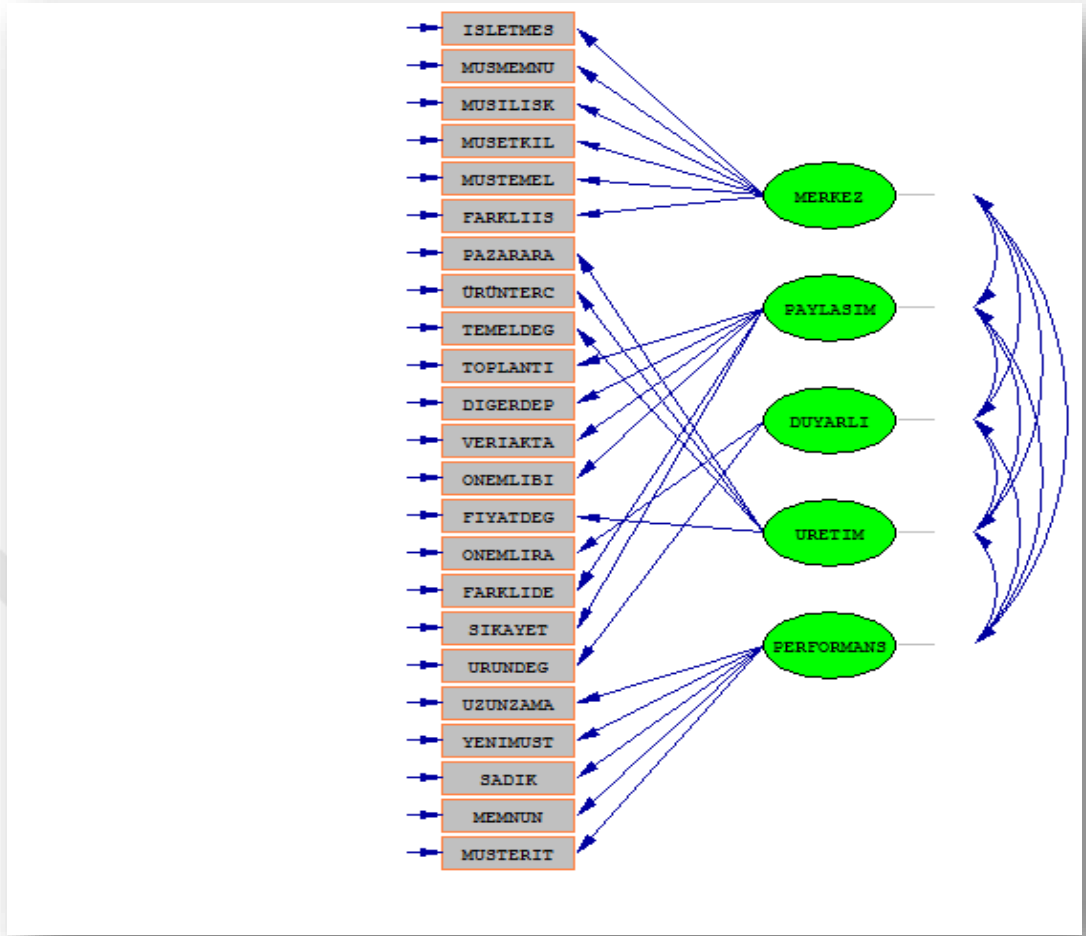 ISLETMES
MUSMEMNU
MUSILISK
MUSETKIL
MUSTEMEL
FARKLIIS
PAZARARA
ÜRÜNTERC
TEMELDEG
TOPLANTI
DIGERDEP
VERIAKTA
ONEMLIBI
FIYATDEG
ONEMLIRA
FARKLIDE
SIKAYET
URUNDEG
UZUNZAMA
YENIMUST
SADIK
MEMNUN
MUSTERIT
MERKEZ
PAYLASIM
DUYARLI
URETIM
PERFORMANS